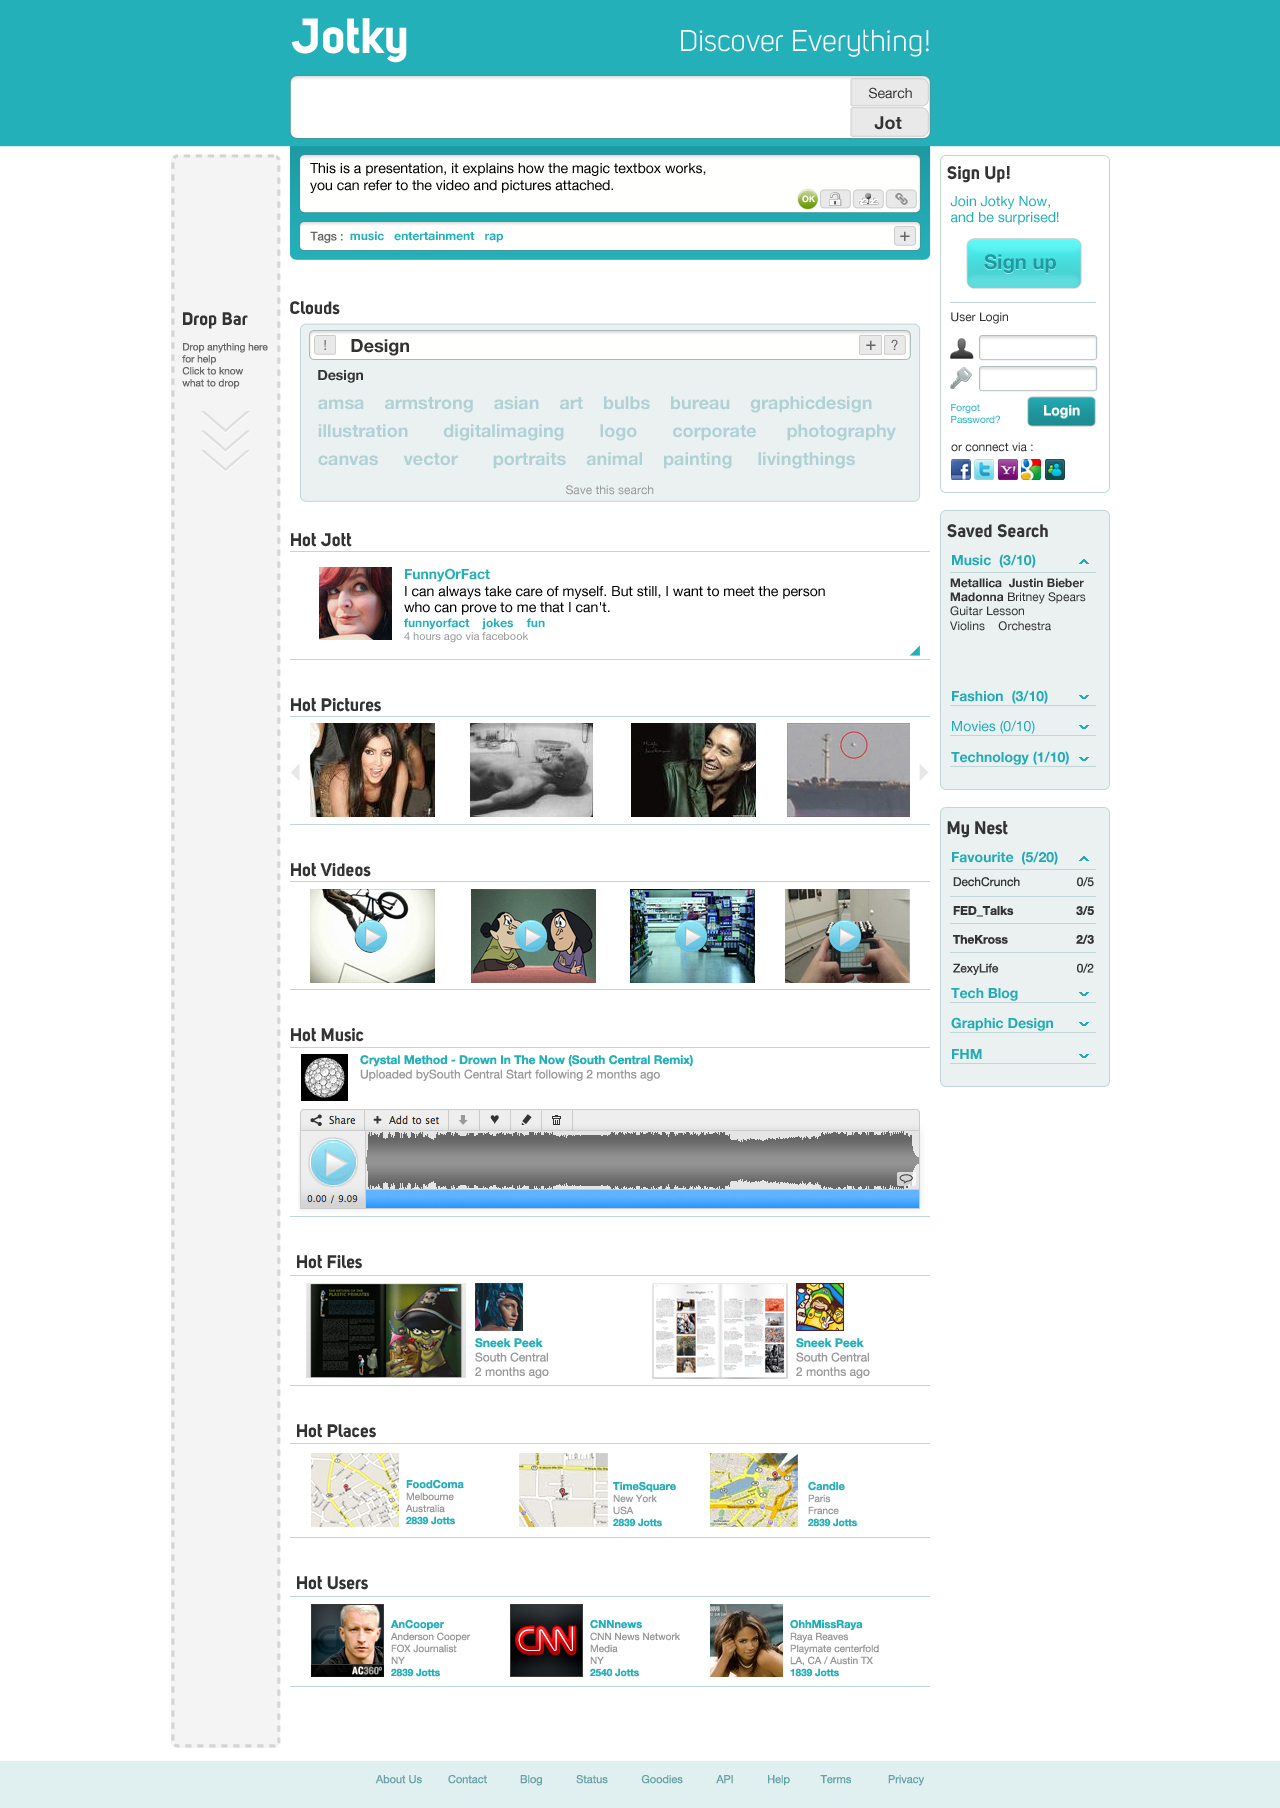 Jotky
Discover Everything!
Search
Jot
This is a presentation, it explains how the magic textbox works,
you can refer to the video and pictures attached.
OK
Tags : music entertainment rap
+
Drop Bar
Drop anything here
for help
Click to know
what to drop
Clouds
! Design + ?
Design
amsa armstrong asian art bulbs bureau graphicdesign
illustration digitalimaging logo corporate photography
canvas vector portraits animal painting livingthings
Save this search
Hot Jott
FunnyOrFact
I can always take care of myself. But still, I want to meet the person
who can prove to me that I can't.
funnyorfact jokes fun
4 hours ago via facebook
Hot Pictures
Hot Videos
Hot Music
Crystal Method - Drown In The Now (South Central Remix)
Uploaded bySouth Central Start following 2 months ago
Share + Add to set
0.00 / 9.09
Hot Files
THE RETURN OF THE
PLASTIC PRIMATES
Sneek Peek
South Central
2 months ago
Sneek Peek
South Central
2 months ago
Hot Places
FoodComa
Melbourne
Australia
2839 Jotts
TimeSquare
New York
USA
2839 Jotts
Candle
Paris
France
2839 Jotts
Hot Users
AC360°
AnCooper
Anderson Cooper
FOX Journalist
NY
2839 Jotts
CNN
CNNnews
CNN News Network
Media
NY
2540 Jotts
OhhMissRaya
Raya Reaves
Playmate centerfold
LA, CA / Austin TX
1839 Jotts
Sign Up!
Join Jotky Now,
and be surprised!
Sign up
User Login
Forgot
Password?
Login
or connect via :
Saved Search
Music (3/10)
Metallica Justin Bieber
Madonna Britney Spears
Guitar Lesson
Violins Orchestra
Fashion (3/10)
Movies (0/10)
Technology (1/10)
My Nest
Favourite (5/20)
DechCrunch 0/5
FED_Talks 3/5
TheKross 2/3
ZexyLife 0/2
Tech Blog
Graphic Design
FHM
About Us Contact Blog Status Goodies API Help Terms Privacy